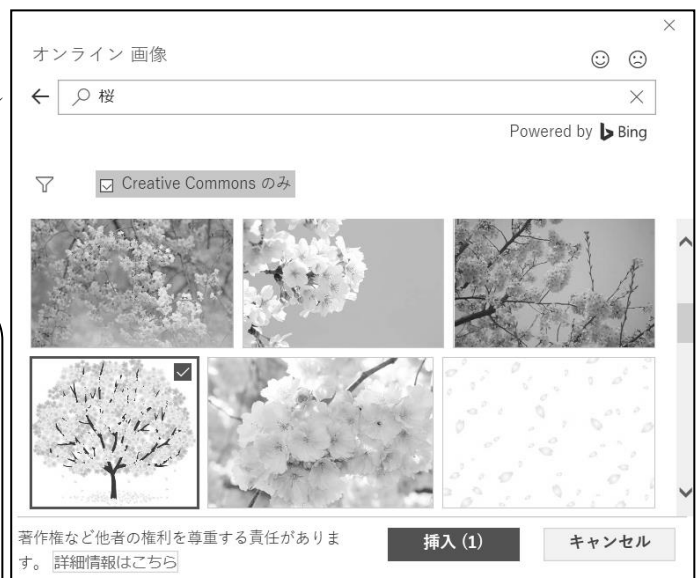 オンライン 画像
桜
Powered by Bing
Creative Commons のみ
著作権など他者の権利を尊重する責任がありま
す。 詳細情報はこちら
挿入 (1)
キャンセル